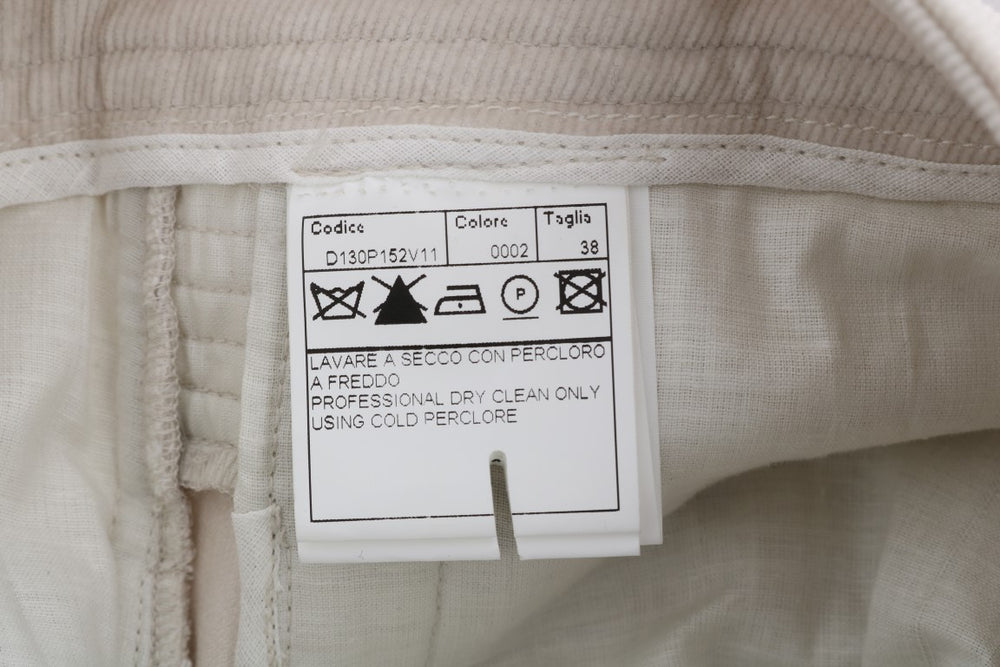 Codice Colore Taglia
D130P152V11 0002 38
P
LAVARE A SECCO CON PERCLORO
A FREDDO
PROFESSIONAL DRY CLEAN ONLY
USING COLD PERCLORE